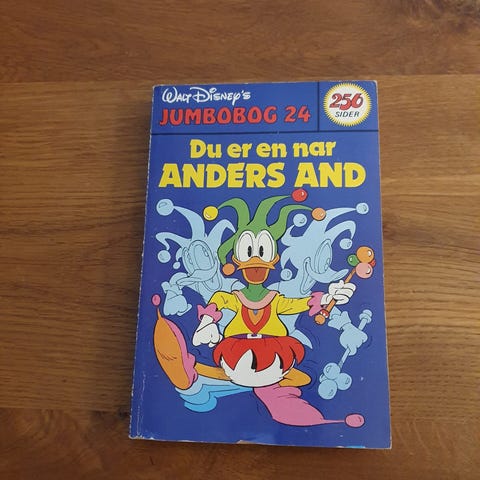 Walt Disney's
JUMBOBOG 24
256
SIDER
Du er en nar
ANDERS AND